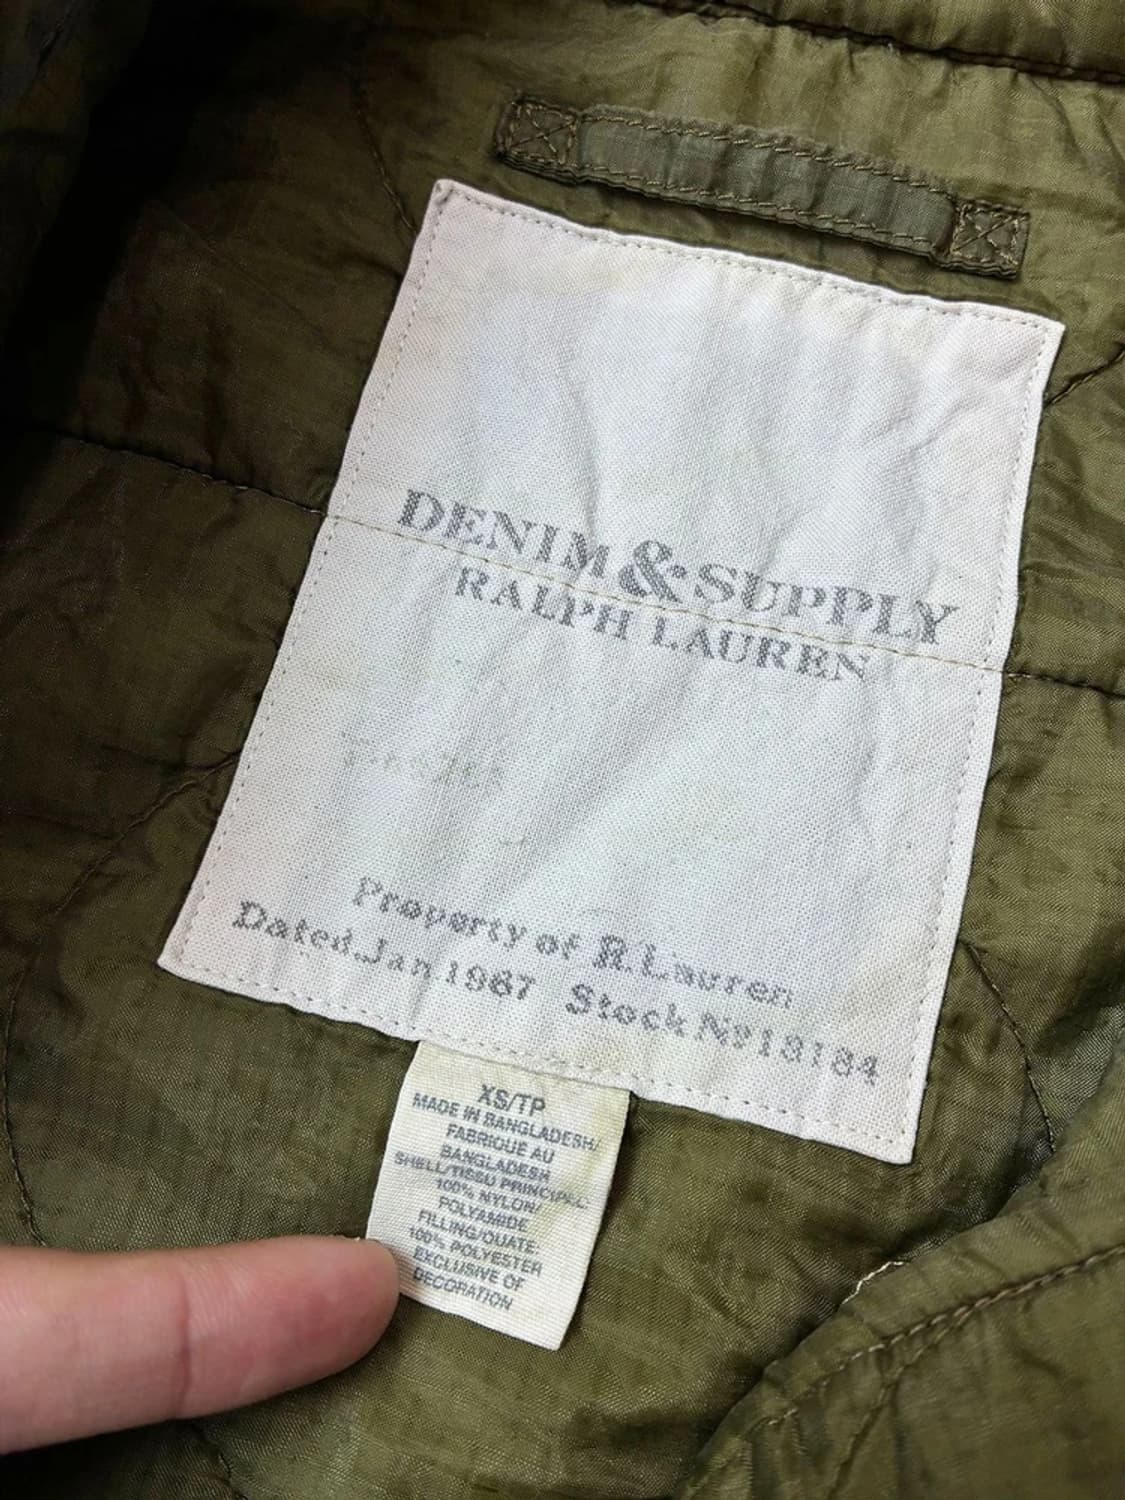 DENIM & SUPPLY
RALPH LAUREN
Property of R. Lauren
Dated. Jan 1967 Stock Nº 18184
XS/TP
MADE IN BANGLADESH/
FABRIQUE AU
BANGLADESH
SHELL/TISSU PRINCIPAL:
100% NYLON/
POLYAMIDE
FILLING/OUATE:
100% POLYESTER
EXCLUSIVE OF
DECORATION